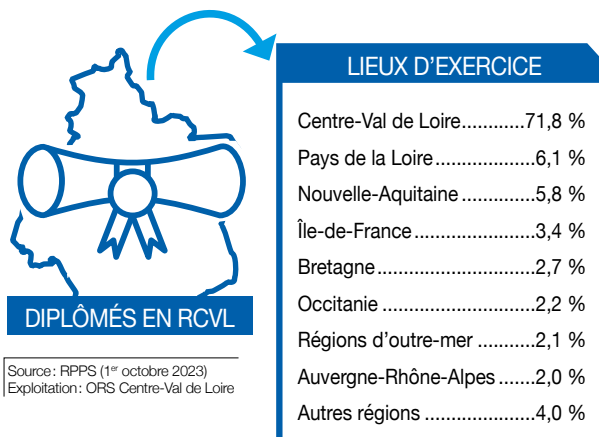 LIEUX D'EXERCICE
Centre-Val de Loire............71,8 %
Pays de la Loire.................6,1 %
Nouvelle-Aquitaine.............5,8 %
Île-de-France.....................3,4 %
Bretagne...........................2,7 %
Occitanie ..........................2,2 %
Régions d'outre-mer ...........2,1 %
Auvergne-Rhône-Alpes .......2,0 %
Autres régions ...................4,0 %
DIPLÔMÉS EN RCVL
Source : RPPS (1er octobre 2023)
Exploitation : ORS Centre-Val de Loire